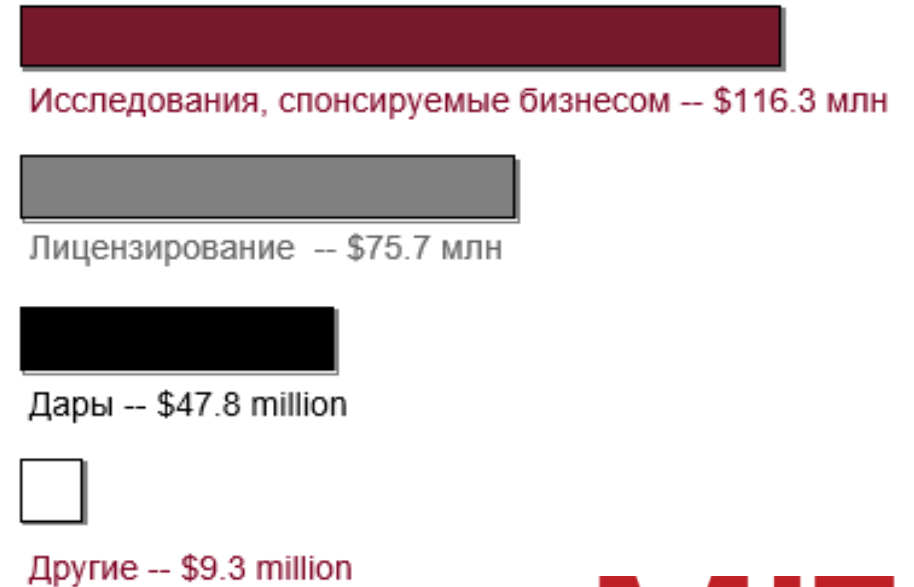 Исследования, спонсируемые бизнесом -- $116.3 млн
Лицензирование -- $75.7 млн
Дары -- $47.8 million
Другие -- $9.3 million